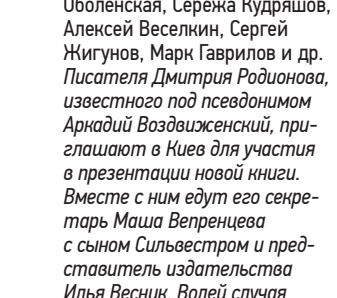 Оболенская, Сережа Кудряшов,
Алексей Веселкин, Сергей
Жигунов, Марк Гаврилов и др.
Писателя Дмитрия Родионова,
известного под псевдонимом
Аркадий Воздвиженский, при-
глашают в Киев для участия
в презентации новой книги.
Вместе с ним едут его секре-
тарь Маша Вепренцева
с сыном Сильвестром и пред-
ставитель издательства
Илья Весник. Волей случая